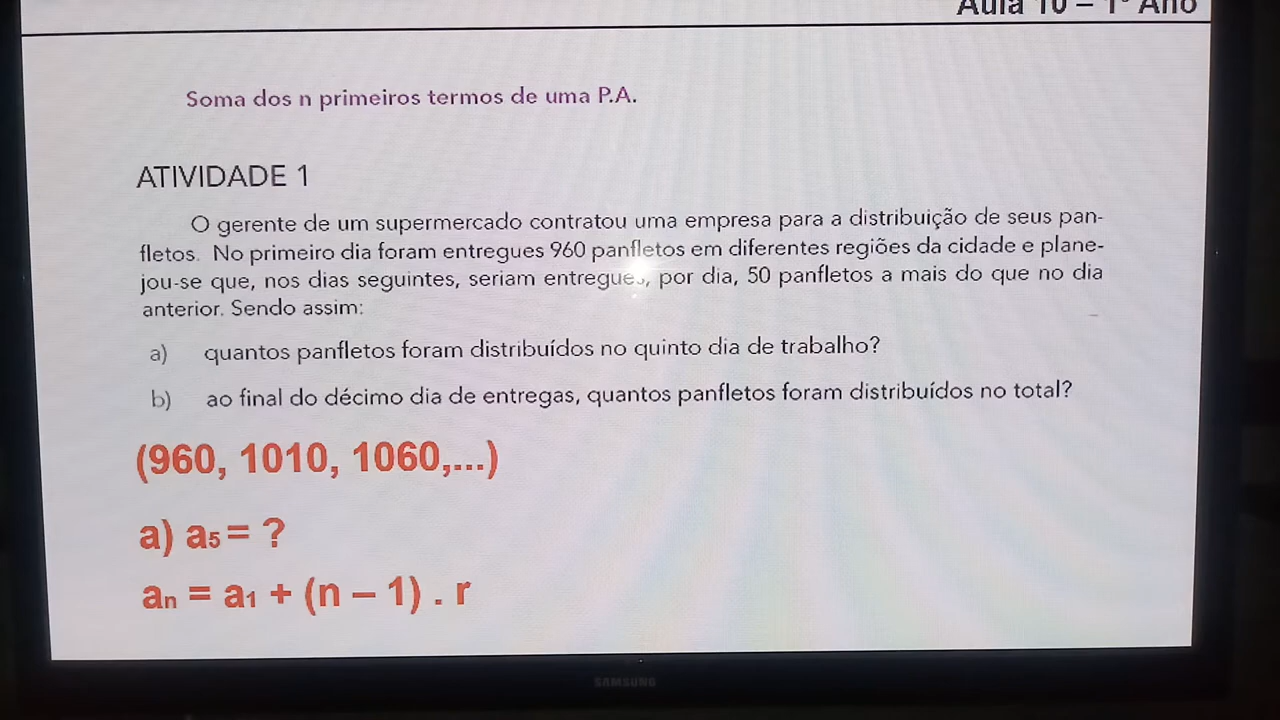 Aula 10 – 1º Ano
Soma dos n primeiros termos de uma P.A.
ATIVIDADE 1
O gerente de um supermercado contratou uma empresa para a distribuição de seus pan-
fletos. No primeiro dia foram entregues 960 panfletos em diferentes regiões da cidade e plane-
jou-se que, nos dias seguintes, seriam entregues, por dia, 50 panfletos a mais do que no dia
anterior. Sendo assim:
a) quantos panfletos foram distribuídos no quinto dia de trabalho?
b) ao final do décimo dia de entregas, quantos panfletos foram distribuídos no total?
(960, 1010, 1060,...)
a) a5 = ?
an = a1 + (n – 1) . r
SAMSUNG